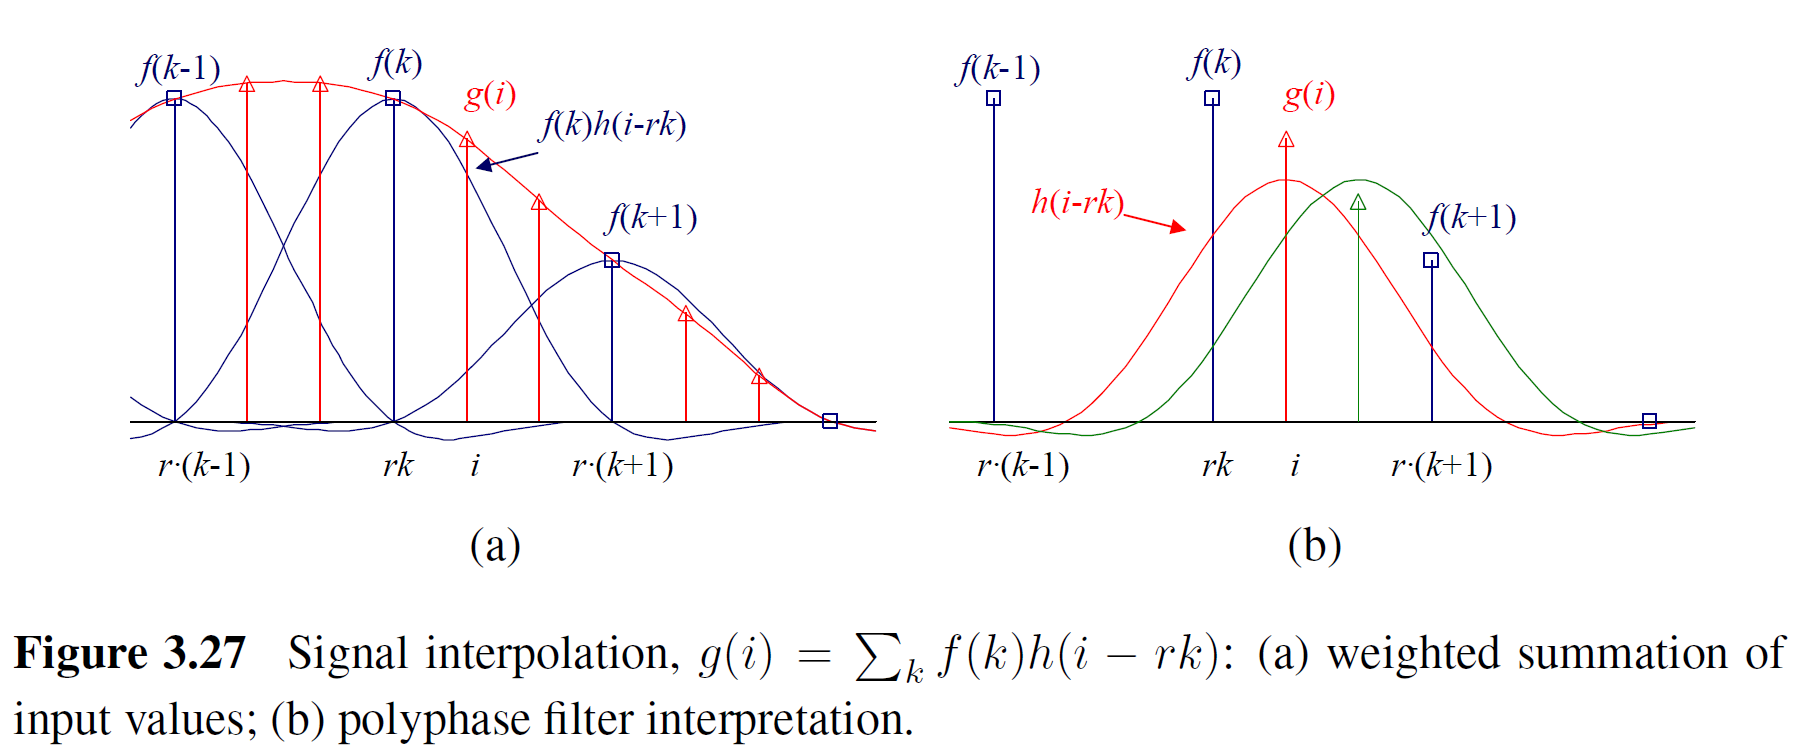 f(k-1) f(k) g(i) f(k)h(i-rk) f(k+1)
r·(k-1) rk i r·(k+1)
(a)
f(k-1) f(k) g(i) h(i-rk) f(k+1)
r·(k-1) rk i r·(k+1)
(b)
Figure 3.27 Signal interpolation, g(i) = ∑ₖ f(k)h(i − rk): (a) weighted summation of
input values; (b) polyphase filter interpretation.